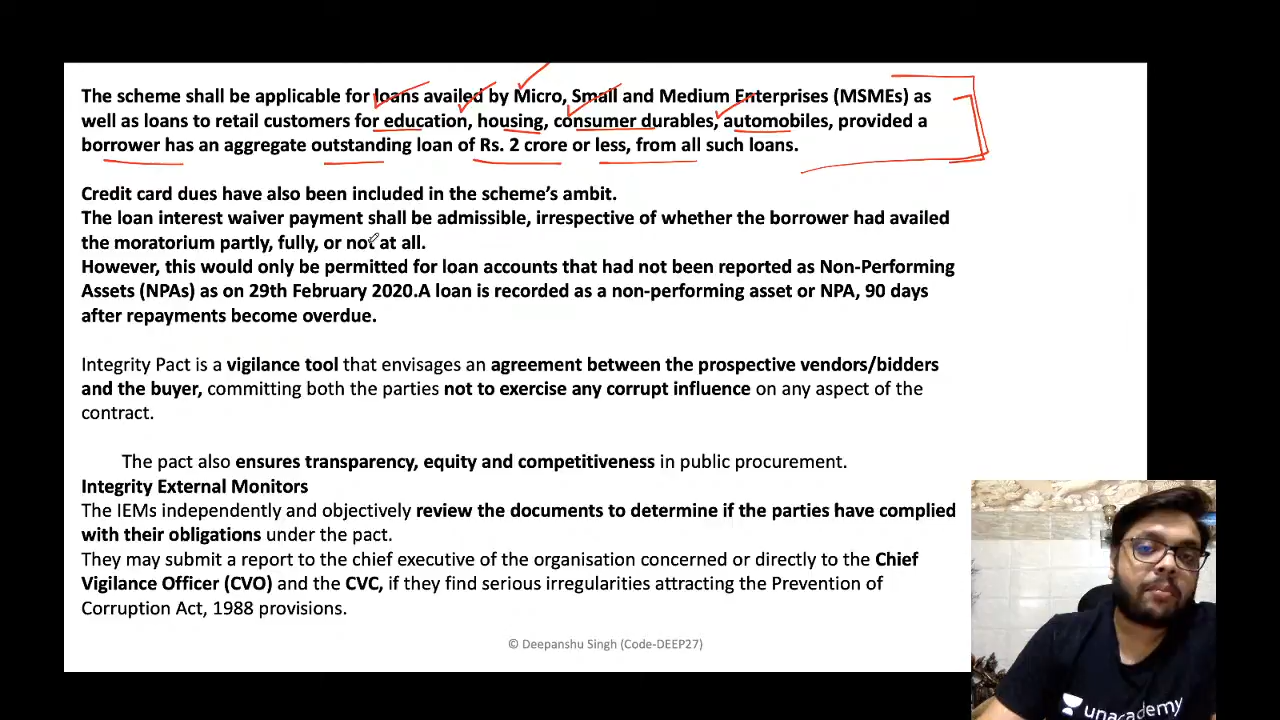 The scheme shall be applicable for loans availed by Micro, Small and Medium Enterprises (MSMEs) as
well as loans to retail customers for education, housing, consumer durables, automobiles, provided a
borrower has an aggregate outstanding loan of Rs. 2 crore or less, from all such loans.
Credit card dues have also been included in the scheme’s ambit.
The loan interest waiver payment shall be admissible, irrespective of whether the borrower had availed
the moratorium partly, fully, or not at all.
However, this would only be permitted for loan accounts that had not been reported as Non-Performing
Assets (NPAs) as on 29th February 2020.A loan is recorded as a non-performing asset or NPA, 90 days
after repayments become overdue.
Integrity Pact is a vigilance tool that envisages an agreement between the prospective vendors/bidders
and the buyer, committing both the parties not to exercise any corrupt influence on any aspect of the
contract.
The pact also ensures transparency, equity and competitiveness in public procurement.
Integrity External Monitors
The IEMs independently and objectively review the documents to determine if the parties have complied
with their obligations under the pact.
They may submit a report to the chief executive of the organisation concerned or directly to the Chief
Vigilance Officer (CVO) and the CVC, if they find serious irregularities attracting the Prevention of
Corruption Act, 1988 provisions.
© Deepanshu Singh (Code-DEEP27)
unacademy